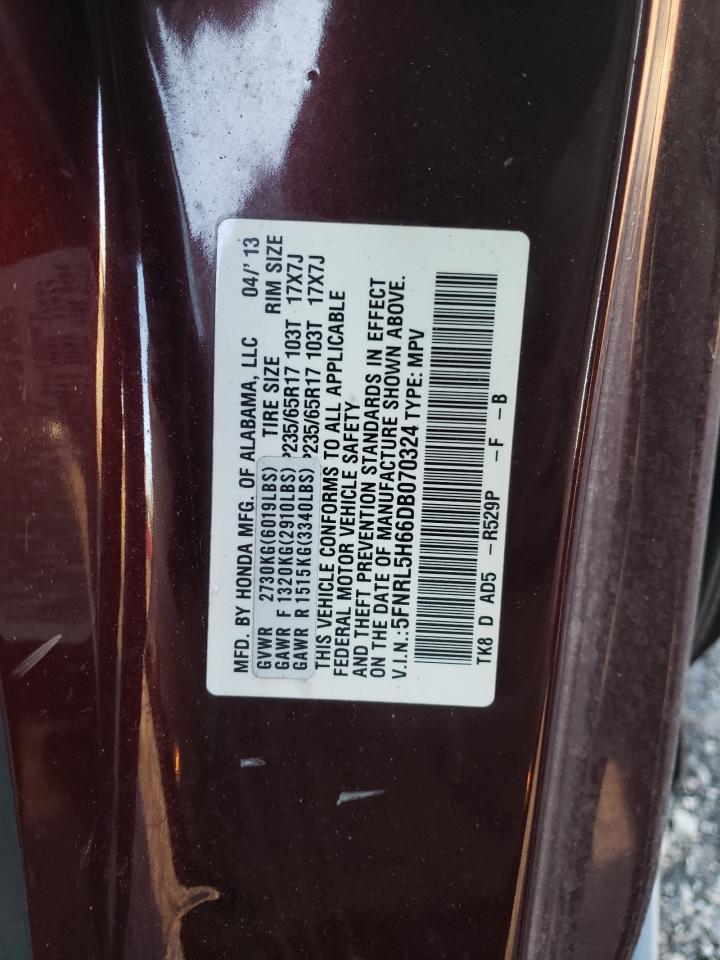 MFD. BY HONDA MFG. OF ALABAMA, LLC 04/' 13
GVWR 2730KG(6019LBS) TIRE SIZE RIM SIZE
GAWR F 1320KG(2910LBS) P235/65R17 103T 17X7J
GAWR R 1515KG(3340LBS) P235/65R17 103T 17X7J
THIS VEHICLE CONFORMS TO ALL APPLICABLE
FEDERAL MOTOR VEHICLE SAFETY
AND THEFT PREVENTION STANDARDS IN EFFECT
ON THE DATE OF MANUFACTURE SHOWN ABOVE.
V.I.N.:5FNRL5H66DB070324 TYPE: MPV
TK8 D AD5 -R529P -F -B